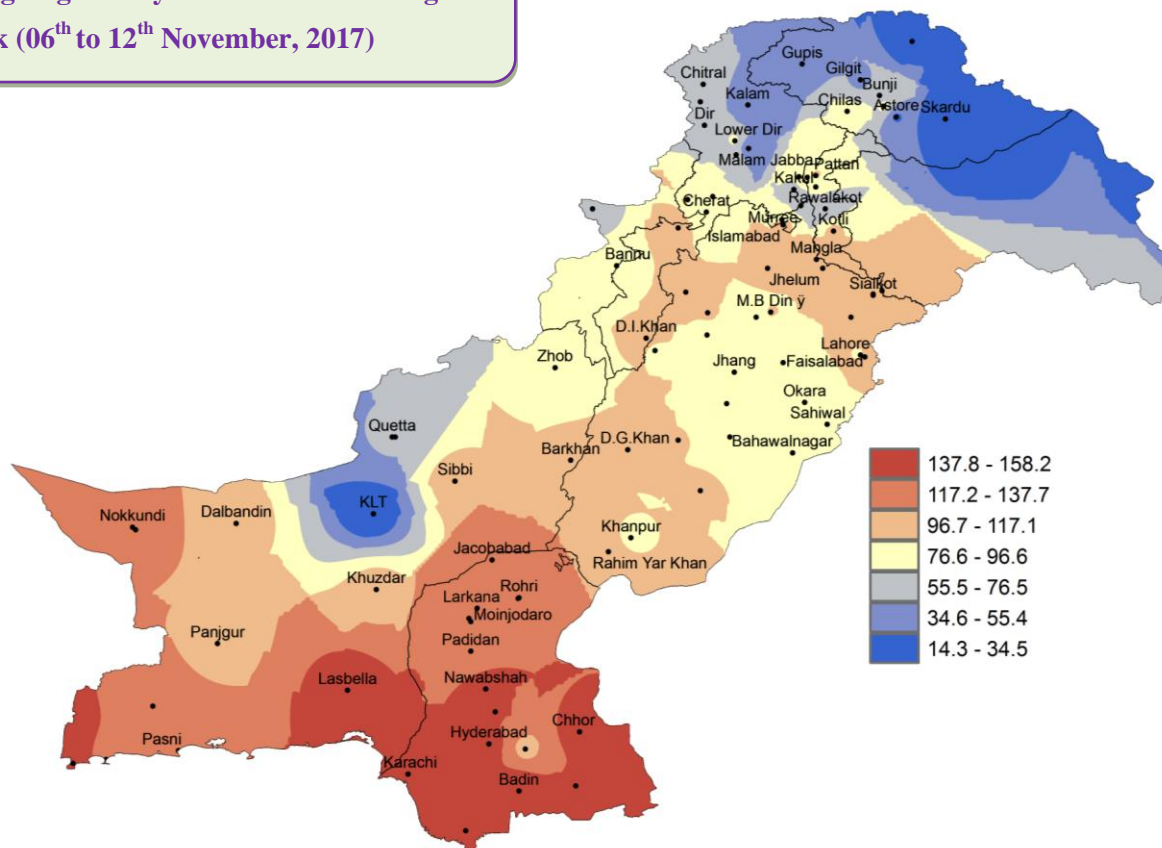 (06th to 12th November, 2017)
Gupis
Chitral
Gilgit
Bunji
Kalam
Chilas
Astore
Skardu
Dir
Lower Dir
Malam
Jabba
Pattan
Kakul
Cherat
Rawalakot
Murree
Kotli
Islamabad
Bannu
Mangla
Jhelum
Sialkot
M.B Din ÿ
D.I.Khan
Lahore
Zhob
Jhang
Faisalabad
Okara
Sahiwal
Quetta
D.G.Khan
Bahawalnagar
Barkhan
Sibbi
KLT
Nokkundi
Dalbandin
Khanpur
Jacobabad
Rahim Yar Khan
Khuzdar
Rohri
Larkana
Moinjodaro
Panjgur
Padidan
Lasbella
Nawabshah
Chhor
Pasni
Hyderabad
Karachi
Badin
137.8 - 158.2
117.2 - 137.7
96.7 - 117.1
76.6 - 96.6
55.5 - 76.5
34.6 - 55.4
14.3 - 34.5